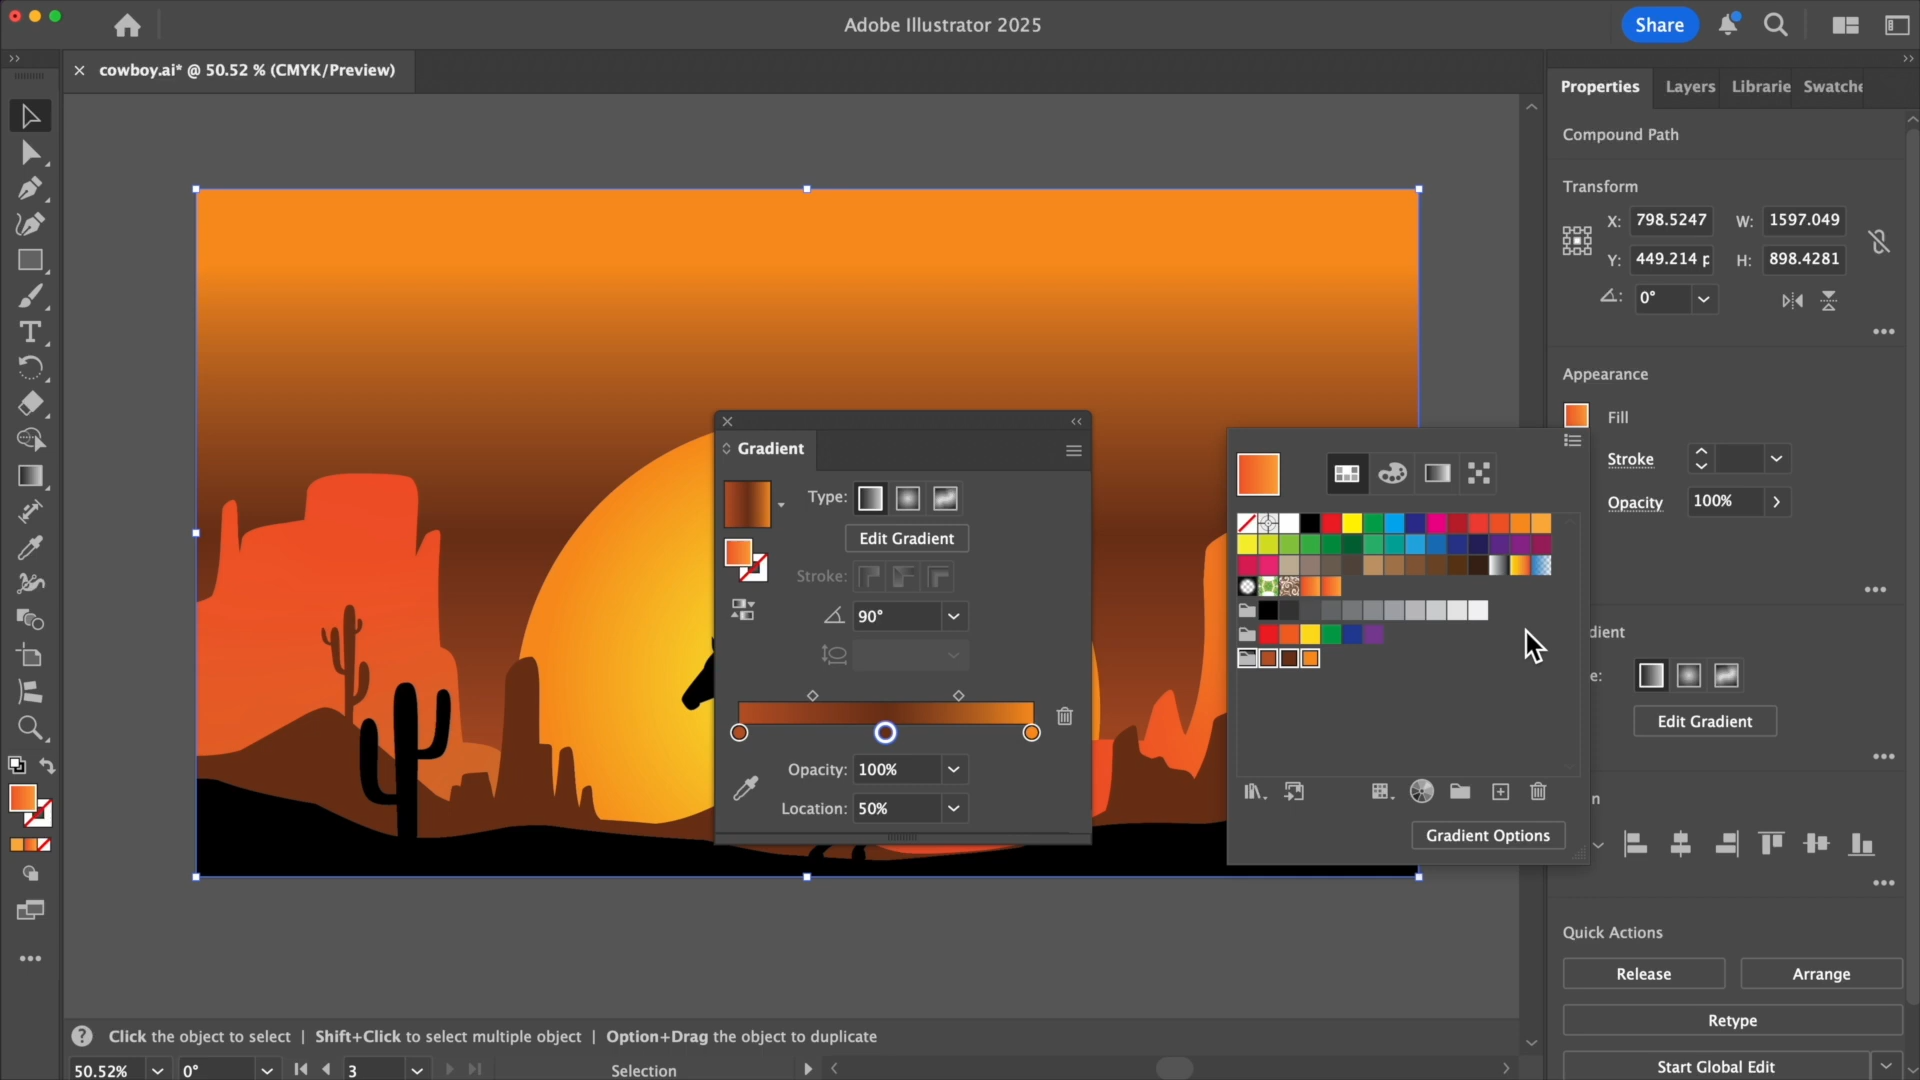 Adobe Illustrator 2025
Share
cowboy.ai* @ 50.52 % (CMYK/Preview)
Properties
Layers
Librarie
Swatche
Compound Path
Transform
X: 798.5247
W: 1597.049
Y: 449.214 p
H: 898.4281
0°
Appearance
Fill
Stroke
Opacity
100%
Gradient
Type:
Edit Gradient
Stroke:
90°
Opacity: 100%
Location: 50%
Gradient Options
dient
e:
Edit Gradient
n
Quick Actions
Release
Arrange
Retype
Start Global Edit
Click the object to select | Shift+Click to select multiple object | Option+Drag the object to duplicate
50.52%
0°
3
Selection